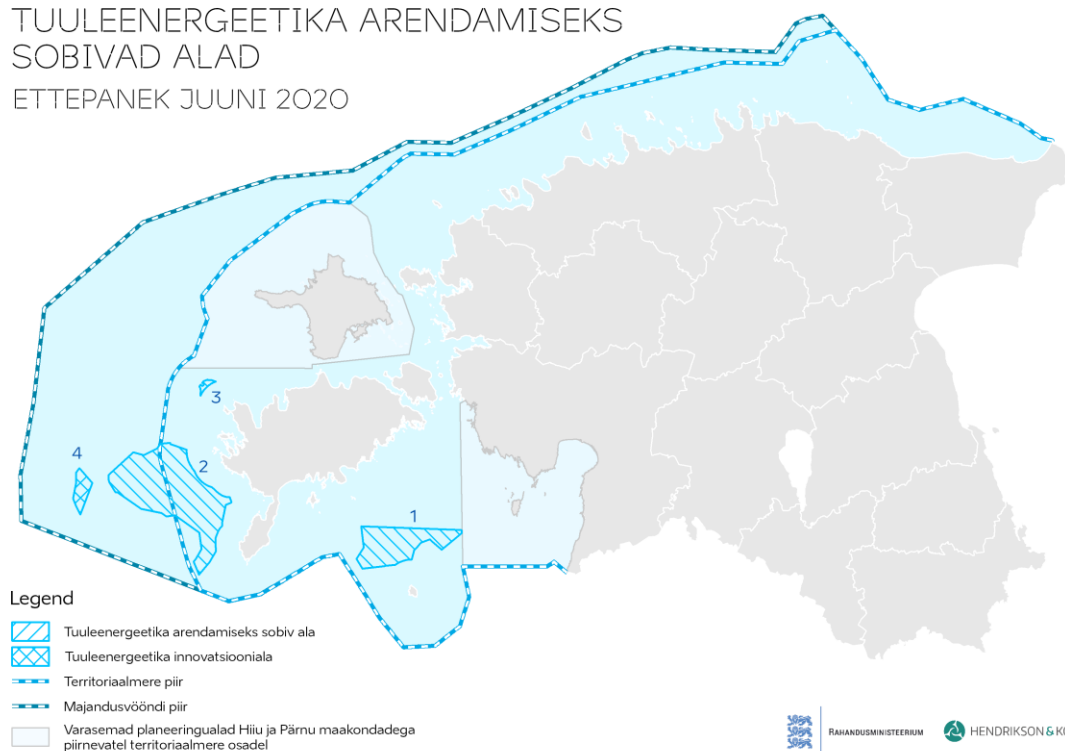 TUULEENERGEETIKA ARENDAMISEKS
SOBIVAD ALAD
ETTEPANEK JUUNI 2020
3
4
2
1
Legend
Tuuleenergeetika arendamiseks sobiv ala
Tuuleenergeetika innovatsiooniala
Territoriaalmere piir
Majandusvööndi piir
Varasemad planeeringualad Hiiu ja Pärnu maakondadega
piirnevatel territoriaalmere osadel
RAHANDUSMINISTEERIUM
HENDRIKSON & KO